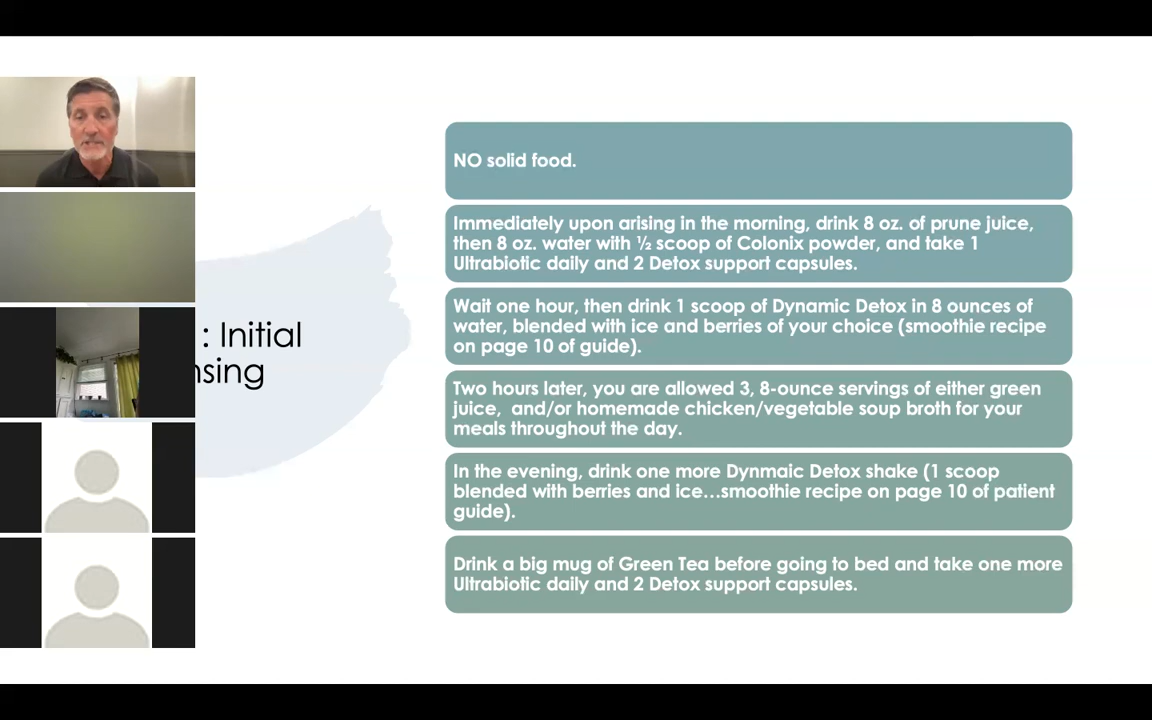 : Initial
nsing
NO solid food.
Immediately upon arising in the morning, drink 8 oz. of prune juice,
then 8 oz. water with ½ scoop of Colonix powder, and take 1
Ultrabiotic daily and 2 Detox support capsules.
Wait one hour, then drink 1 scoop of Dynamic Detox in 8 ounces of
water, blended with ice and berries of your choice (smoothie recipe
on page 10 of guide).
Two hours later, you are allowed 3, 8-ounce servings of either green
juice,  and/or homemade chicken/vegetable soup broth for your
meals throughout the day.
In the evening, drink one more Dynmaic Detox shake (1 scoop
blended with berries and ice...smoothie recipe on page 10 of patient
guide).
Drink a big mug of Green Tea before going to bed and take one more
Ultrabiotic daily and 2 Detox support capsules.